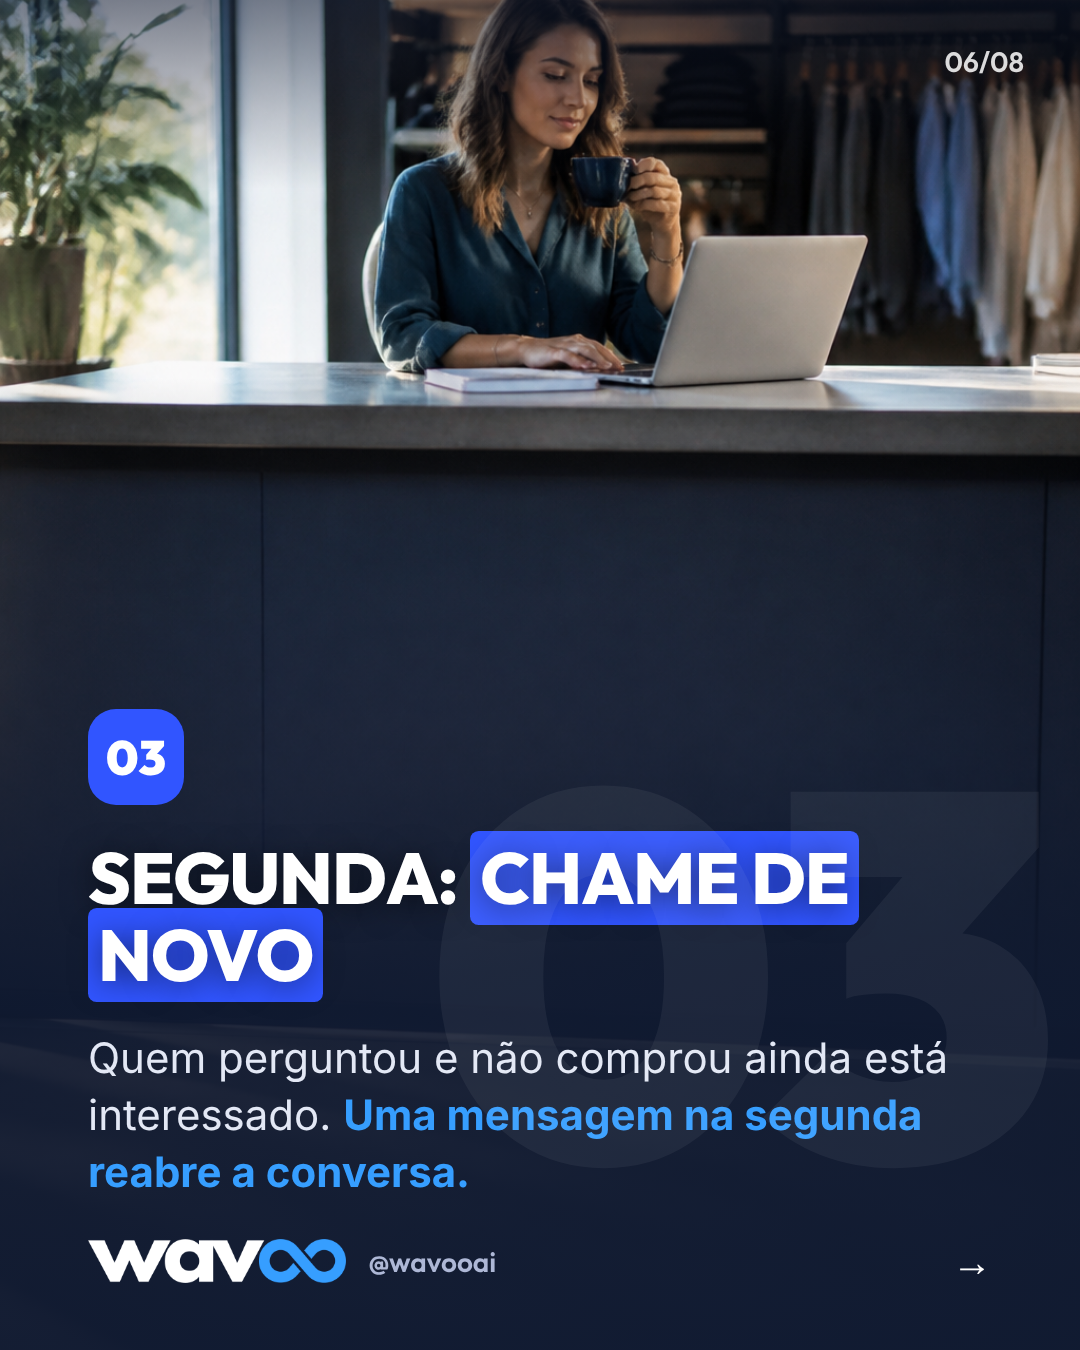 06/08
03
03
SEGUNDA: CHAME DE
NOVO
Quem perguntou e não comprou ainda está
interessado. Uma mensagem na segunda
reabre a conversa.
wavoo @wavooai
→